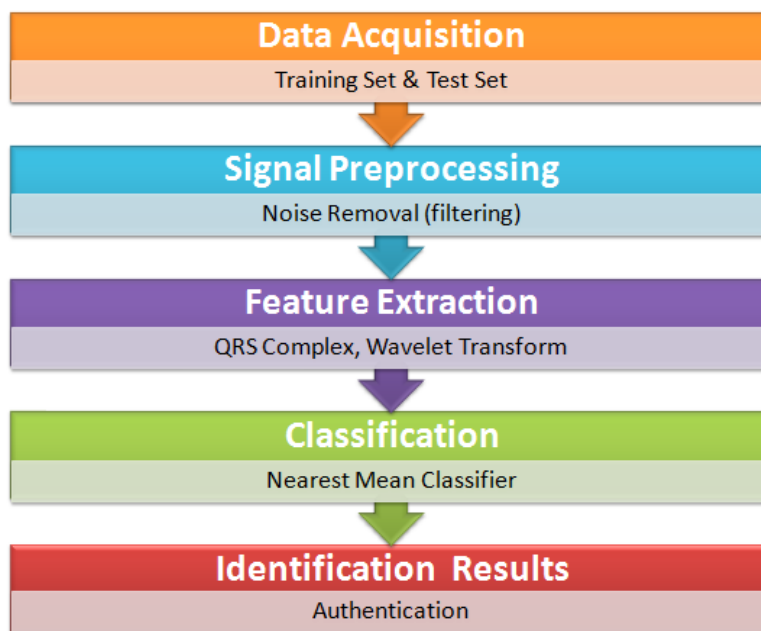 Data Acquisition
Training Set & Test Set
Signal Preprocessing
Noise Removal (filtering)
Feature Extraction
QRS Complex, Wavelet Transform
Classification
Nearest Mean Classifier
Identification Results
Authentication